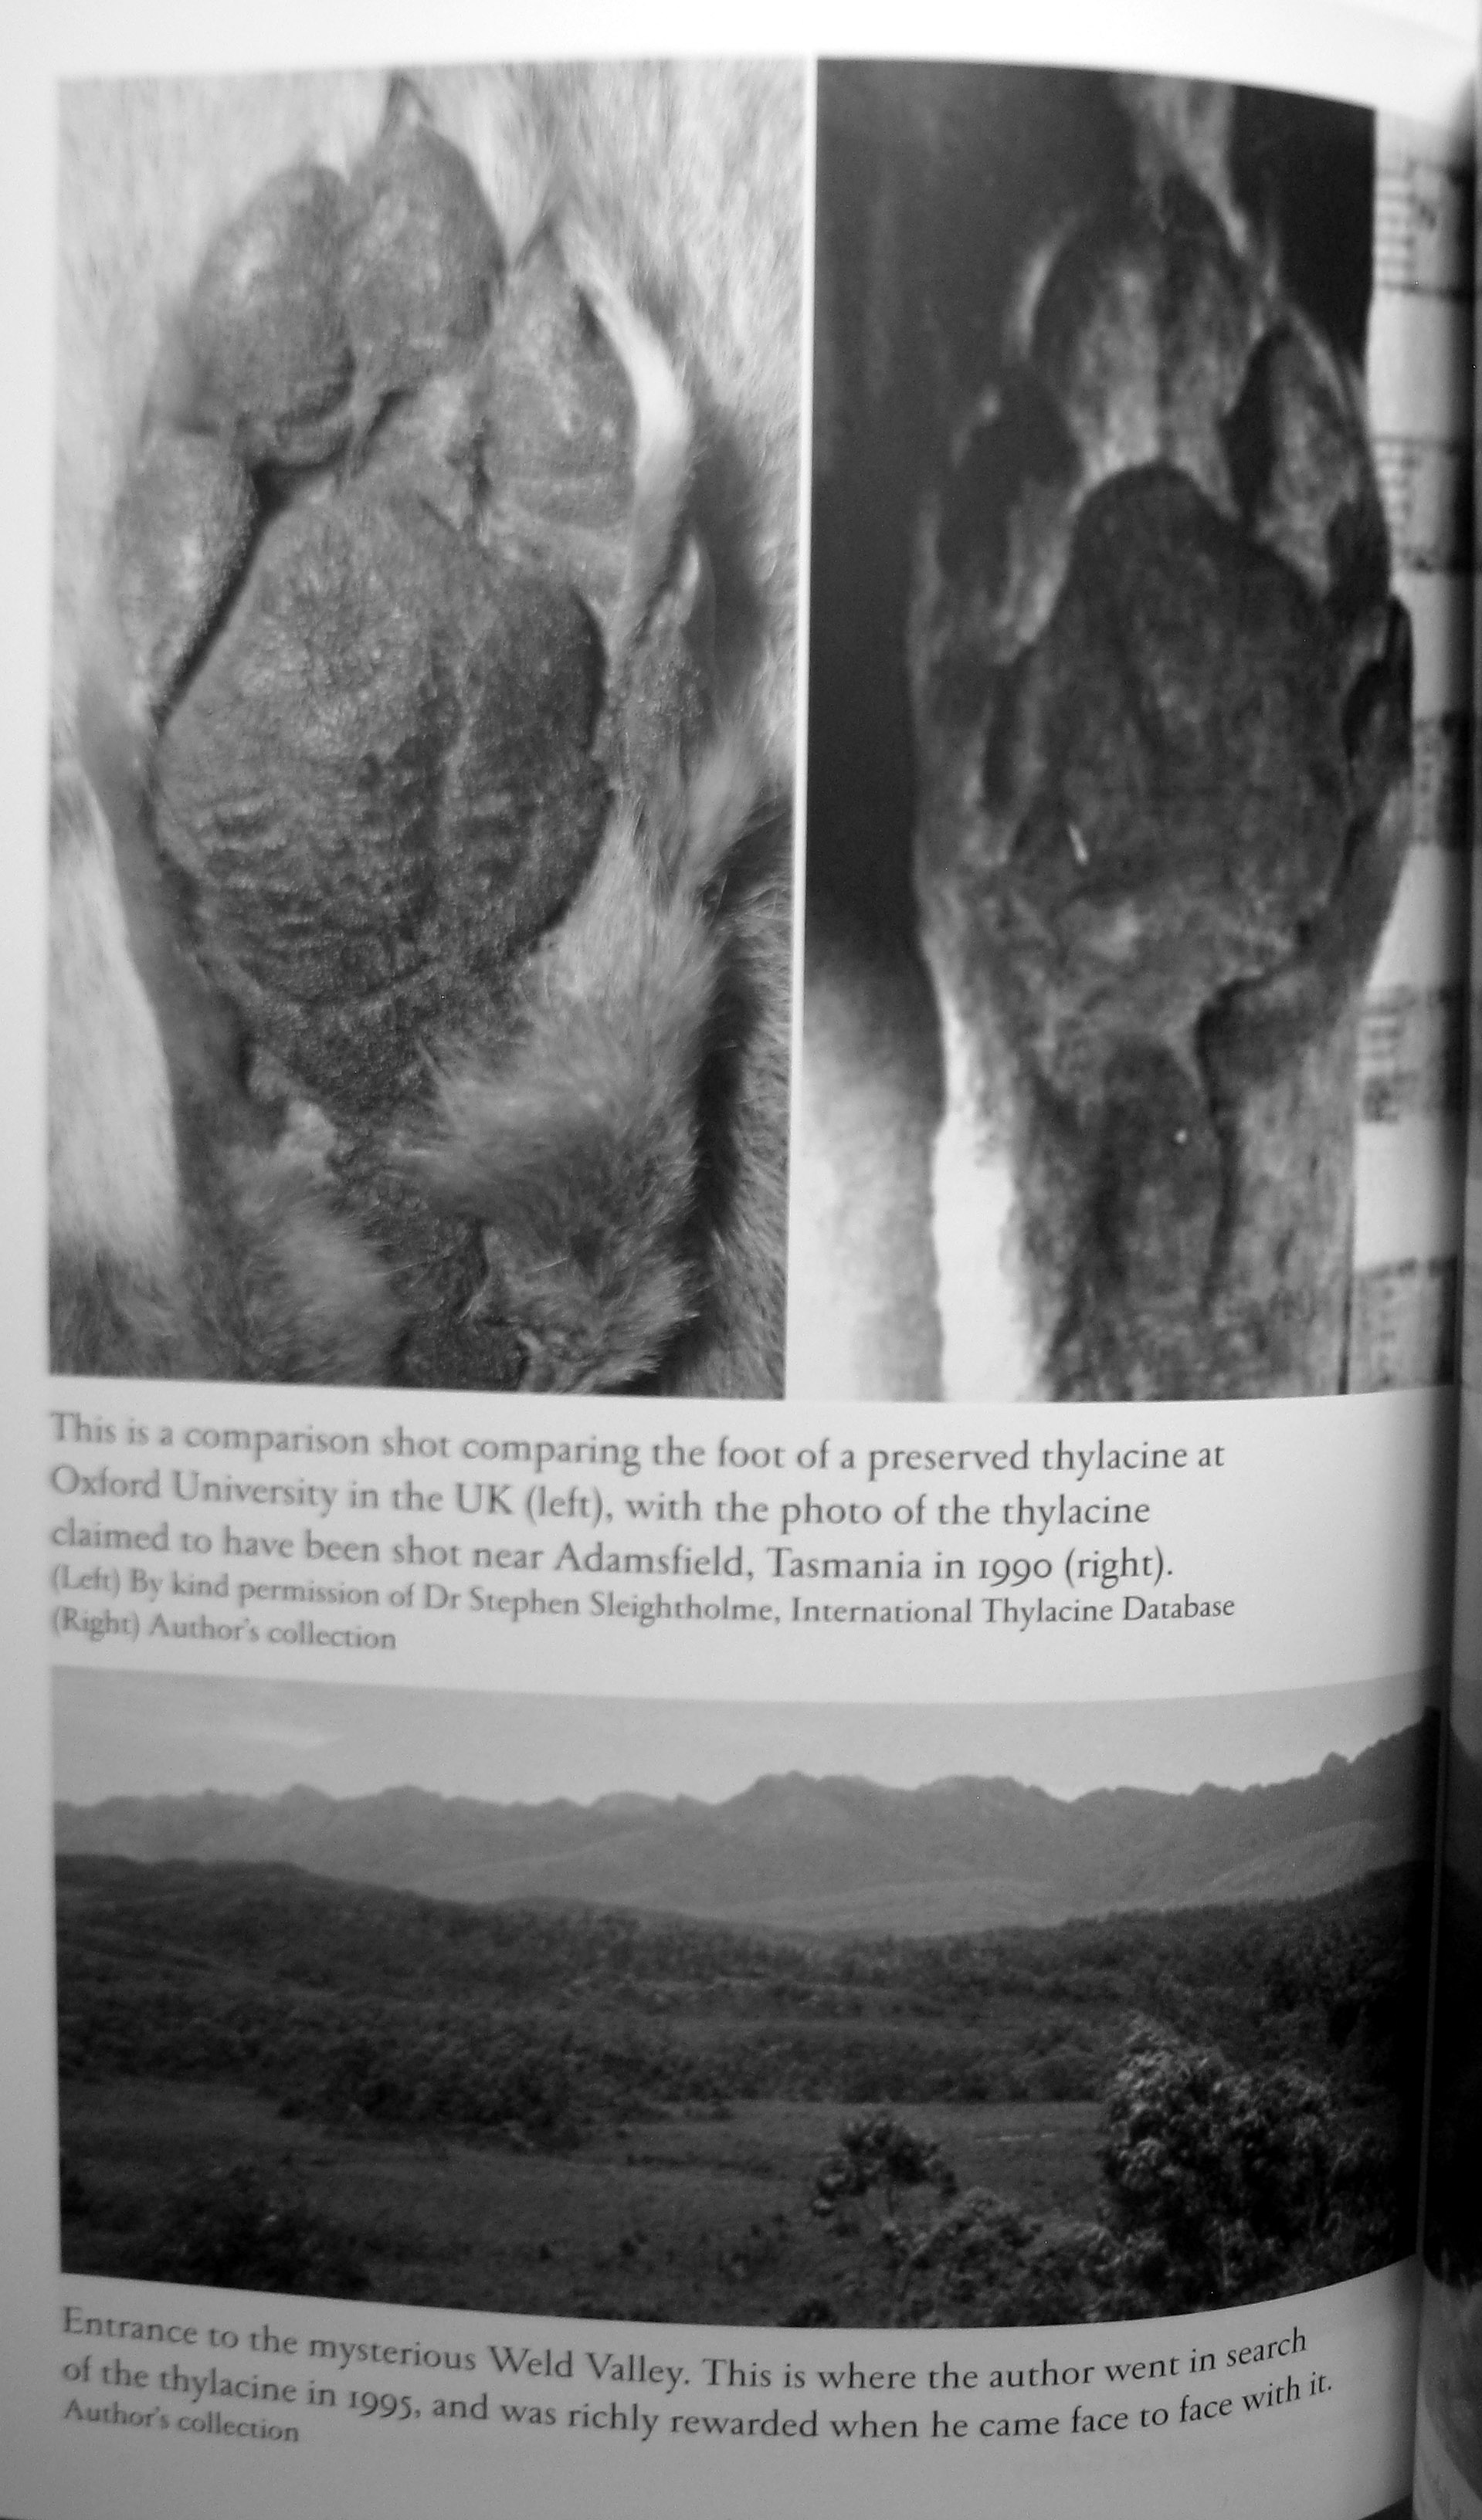 This is a comparison shot comparing the foot of a preserved thylacine at
Oxford University in the UK (left), with the photo of the thylacine
claimed to have been shot near Adamsfield, Tasmania in 1990 (right).
(Left) By kind permission of Dr Stephen Sleightholme, International Thylacine Database
(Right) Author's collection
Entrance to the mysterious Weld Valley. This is where the author went in search
of the thylacine in 1995, and was richly rewarded when he came face to face with it.
Author's collection